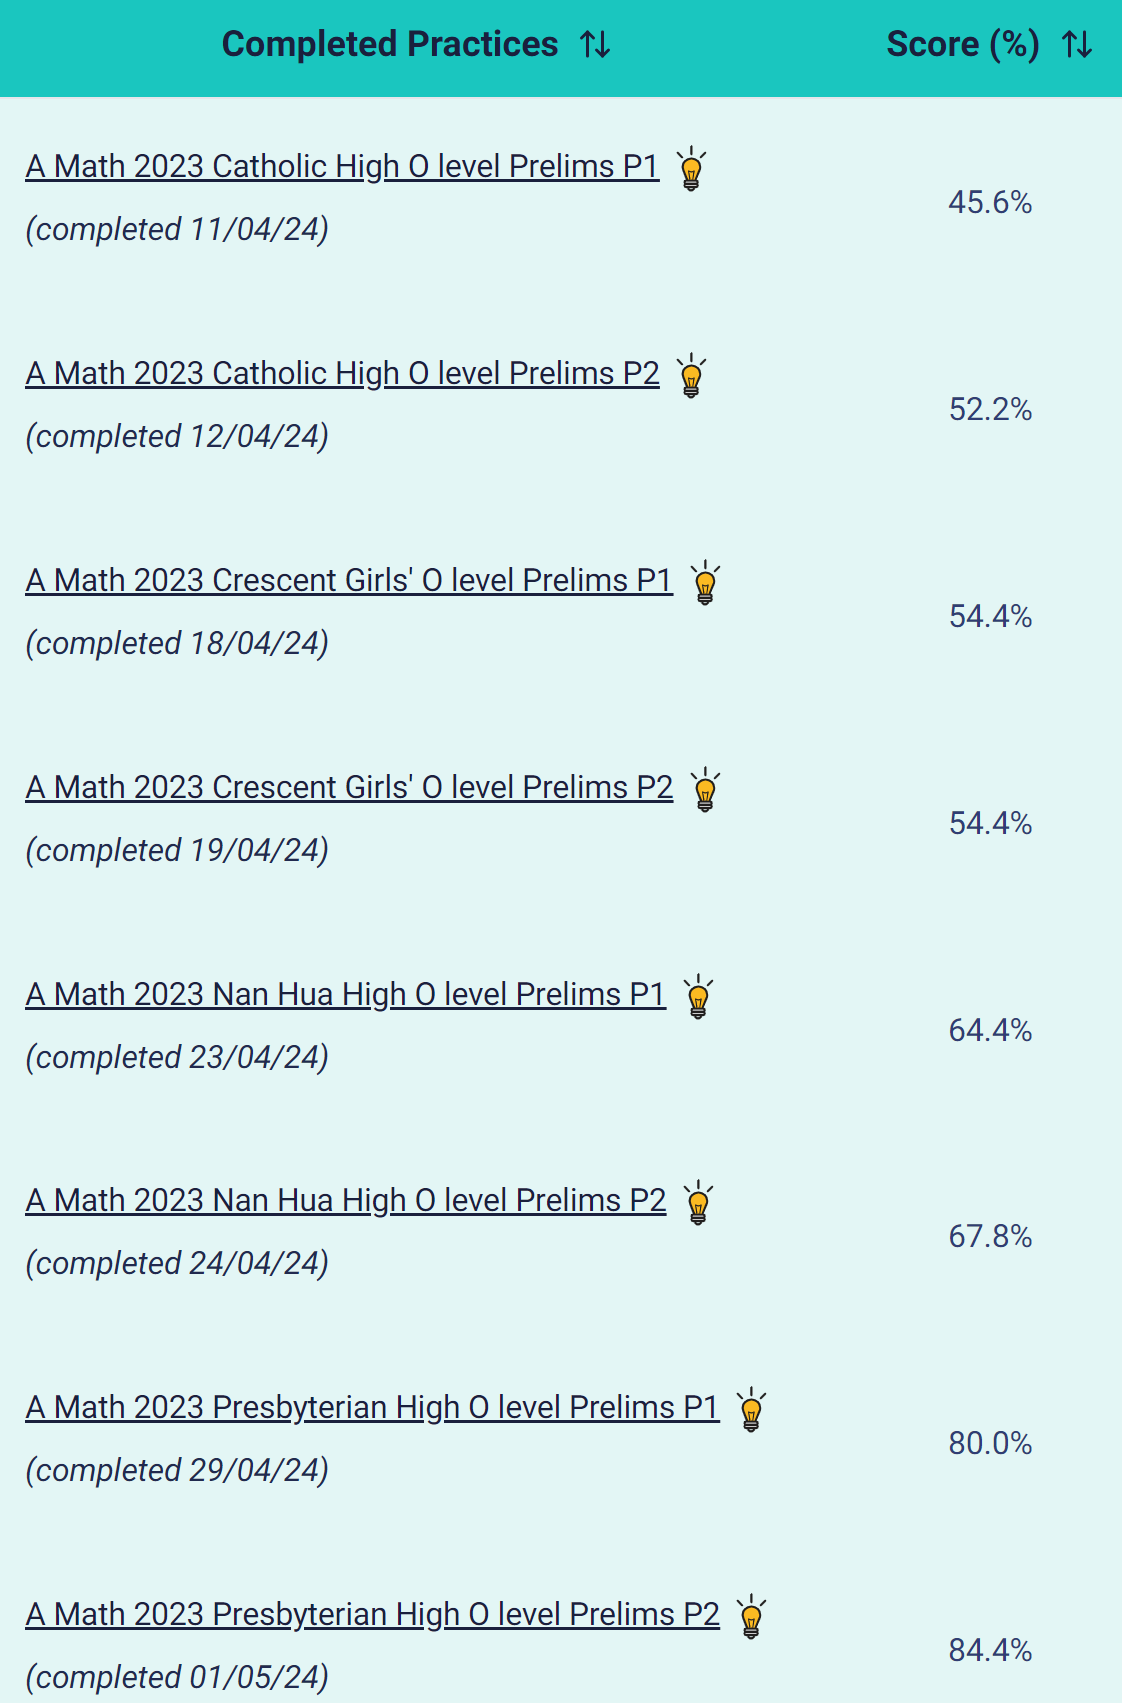 Completed Practices Score (%)
A Math 2023 Catholic High O level Prelims P1
(completed 11/04/24)
45.6%
A Math 2023 Catholic High O level Prelims P2
(completed 12/04/24)
52.2%
A Math 2023 Crescent Girls' O level Prelims P1
(completed 18/04/24)
54.4%
A Math 2023 Crescent Girls' O level Prelims P2
(completed 19/04/24)
54.4%
A Math 2023 Nan Hua High O level Prelims P1
(completed 23/04/24)
64.4%
A Math 2023 Nan Hua High O level Prelims P2
(completed 24/04/24)
67.8%
A Math 2023 Presbyterian High O level Prelims P1
(completed 29/04/24)
80.0%
A Math 2023 Presbyterian High O level Prelims P2
(completed 01/05/24)
84.4%